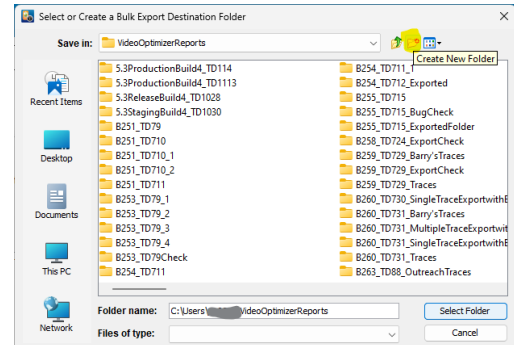 Select or Create a Bulk Export Destination Folder
Save in: VideoOptimizerReports
Create New Folder
Recent Items
Desktop
Documents
This PC
Network
5.3ProductionBuild4_TD114
5.3ProductionBuild4_TD1113
5.3ReleaseBuild4_TD1028
5.3StagingBuild4_TD1030
B251_TD79
B251_TD710
B251_TD710_1
B251_TD710_2
B251_TD711
B253_TD79_1
B253_TD79_2
B253_TD79_3
B253_TD79_4
B253_TD79Check
B254_TD711
B254_TD711_1
B254_TD712_Exported
B255_TD715
B255_TD715_BugCheck
B255_TD715_ExportedFolder
B258_TD724_ExportCheck
B259_TD729_Barry'sTraces
B259_TD729_ExportCheck
B259_TD729_Traces
B260_TD730_SingleTraceExportwithE
B260_TD731_Barry'sTraces
B260_TD731_MultipleTraceExportwit
B260_TD731_SingleTraceExportwithE
B260_TD731_Traces
B263_TD88_OutreachTraces
Folder name: C:\Users\ VideoOptimizerReports
Select Folder
Files of type:
Cancel